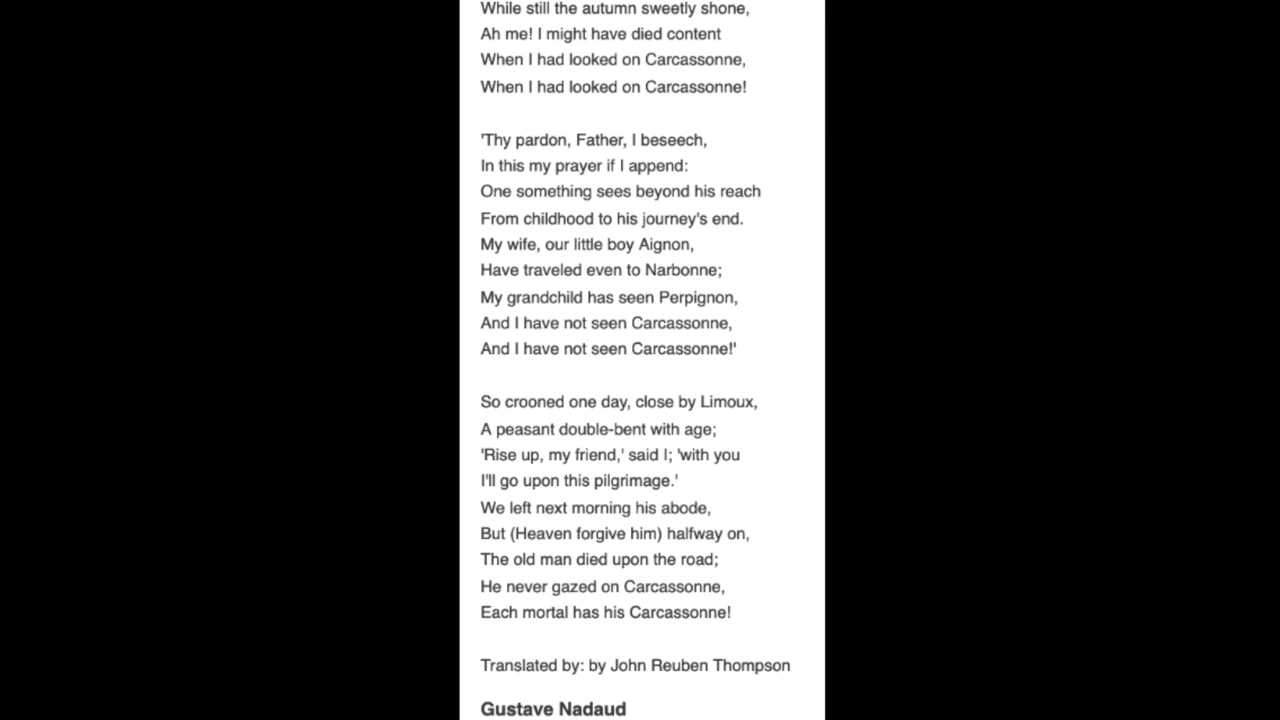 While still the autumn sweetly shone,
Ah me! I might have died content
When I had looked on Carcassonne,
When I had looked on Carcassonne!
'Thy pardon, Father, I beseech,
In this my prayer if I append:
One something sees beyond his reach
From childhood to his journey's end.
My wife, our little boy Aignon,
Have traveled even to Narbonne;
My grandchild has seen Perpignon,
And I have not seen Carcassonne,
And I have not seen Carcassonne!'
So crooned one day, close by Limoux,
A peasant double-bent with age;
'Rise up, my friend,' said I; 'with you
I'll go upon this pilgrimage.'
We left next morning his abode,
But (Heaven forgive him) halfway on,
The old man died upon the road;
He never gazed on Carcassonne,
Each mortal has his Carcassonne!
Translated by: by John Reuben Thompson
Gustave Nadaud